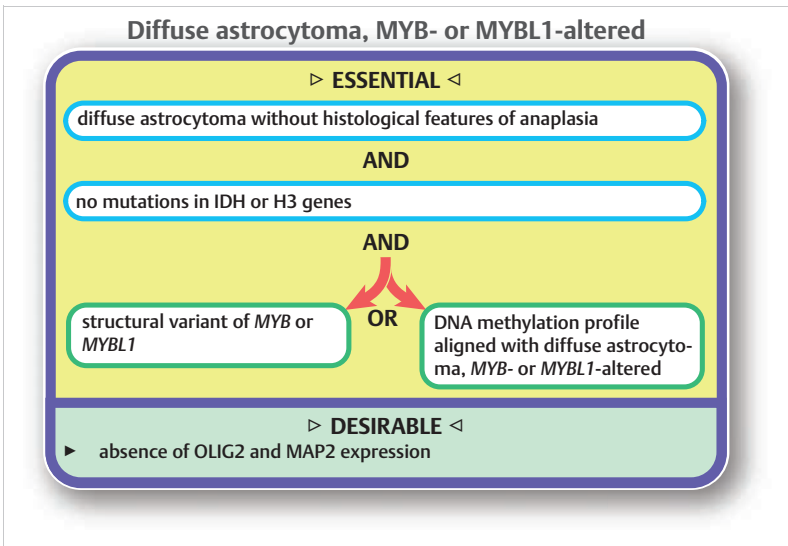 Diffuse astrocytoma, MYB- or MYBL1-altered
▷ ESSENTIAL ◁
diffuse astrocytoma without histological features of anaplasia
AND
no mutations in IDH or H3 genes
AND
structural variant of MYB or
MYBL1
OR
DNA methylation profile
aligned with diffuse astrocyto-
ma, MYB- or MYBL1-altered
▷ DESIRABLE ◁
► absence of OLIG2 and MAP2 expression